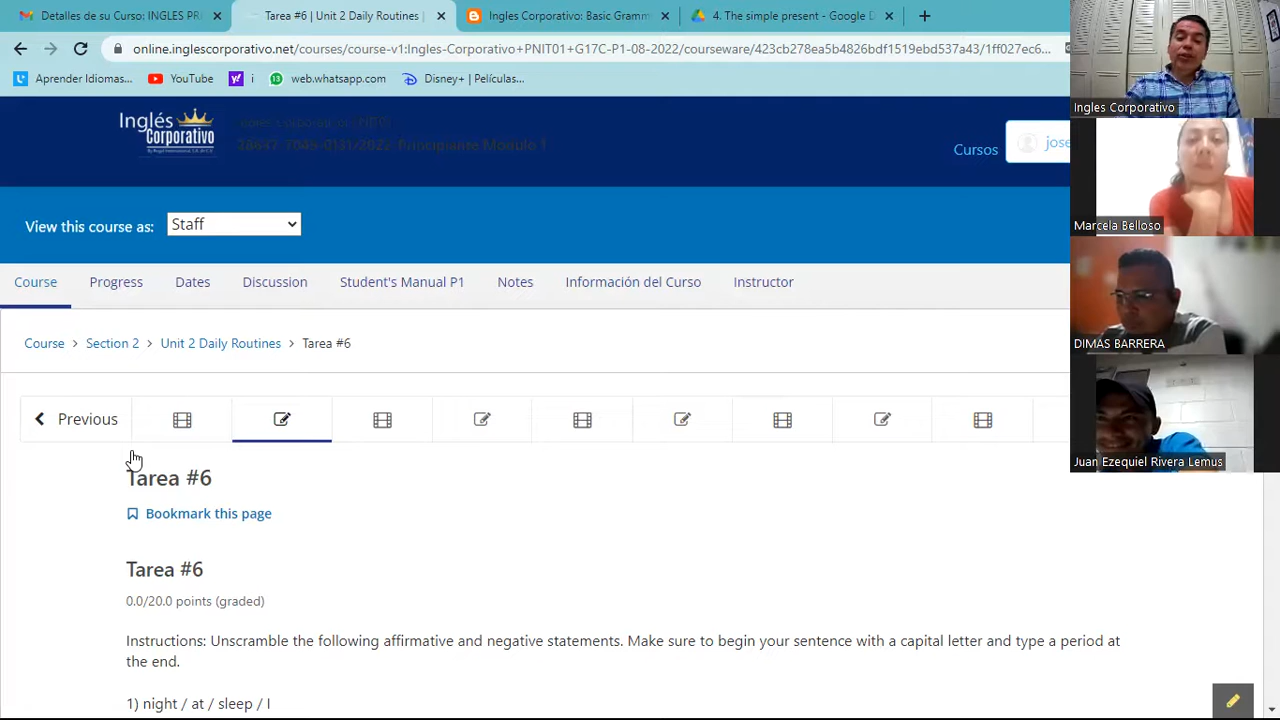 Detalles de su Curso: INGLES PR
Tarea #6 | Unit 2 Daily Routines
Ingles Corporativo: Basic Gramm
4. The simple present - Google
online.inglescorporativo.net/courses/course-v1:Ingles-Corporativo+PNIT01+G17C-P1-08-2022/courseware/423cb278ea5b4826bdf1519ebd537a43/1ff027ec6...
Aprender Idiomas...
YouTube
i
web.whatsapp.com
Disney+ | Películas...
Inglés
Corporativo
Principiante Modulo 1
Cursos
jose
View this course as:
Staff
Course
Progress
Dates
Discussion
Student's Manual P1
Notes
Información del Curso
Instructor
Course > Section 2 > Unit 2 Daily Routines > Tarea #6
Previous
Tarea #6
Bookmark this page
Tarea #6
0.0/20.0 points (graded)
Instructions: Unscramble the following affirmative and negative statements. Make sure to begin your sentence with a capital letter and type a period at
the end.
1) night / at / sleep / I
Ingles Corporativo
Marcela Belloso
DIMAS BARRERA
Juan Ezequiel Rivera Lemus